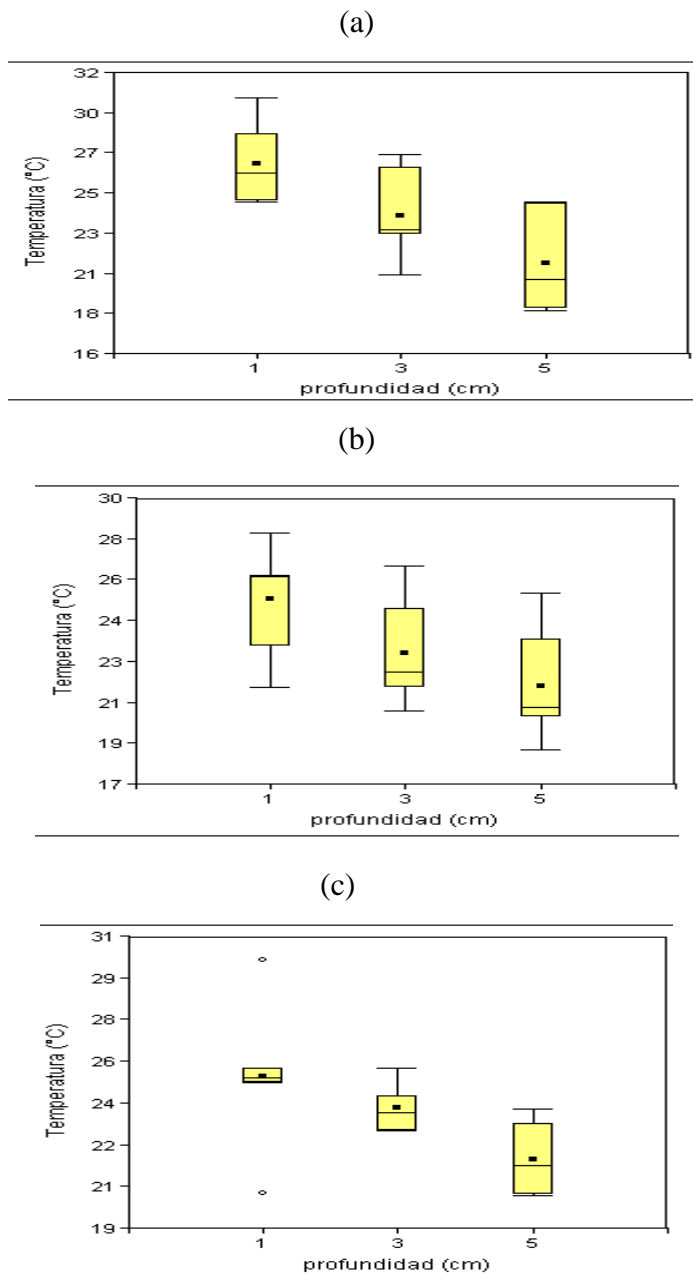 (a)
Temperatura (°C)
32
30
27
25
23
21
18
16
1 3 5
profundidad (cm)
(b)
Temperatura (°C)
30
28
26
24
23
21
19
17
1 3 5
profundidad (cm)
(c)
Temperatura (°C)
31
29
28
26
24
22
21
19
1 3 5
profundidad (cm)